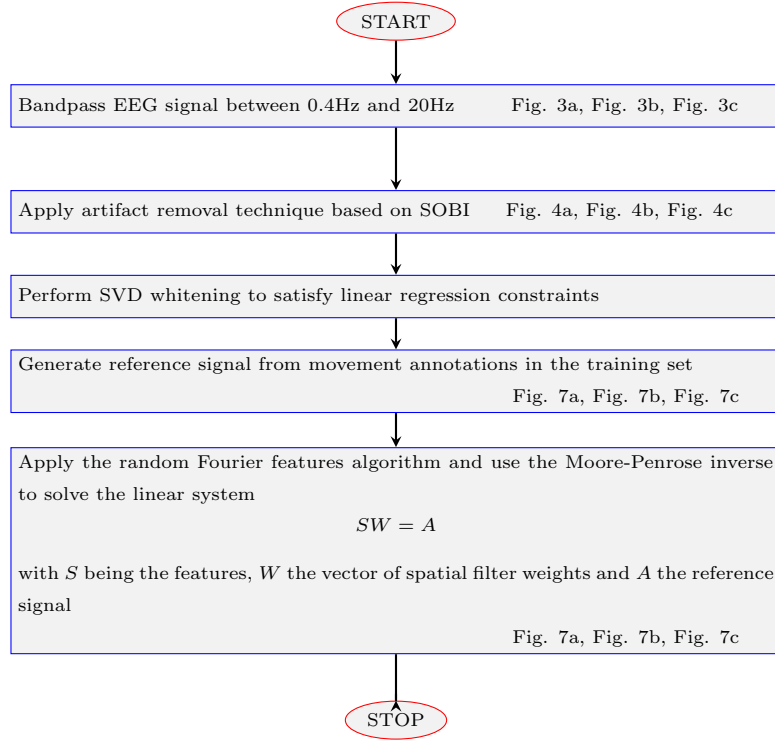 START
Bandpass EEG signal between 0.4Hz and 20Hz Fig. 3a, Fig. 3b, Fig. 3c
Apply artifact removal technique based on SOBI Fig. 4a, Fig. 4b, Fig. 4c
Perform SVD whitening to satisfy linear regression constraints
Generate reference signal from movement annotations in the training set
Fig. 7a, Fig. 7b, Fig. 7c
Apply the random Fourier features algorithm and use the Moore-Penrose inverse
to solve the linear system
SW = A
with S being the features, W the vector of spatial filter weights and A the reference
signal
Fig. 7a, Fig. 7b, Fig. 7c
STOP